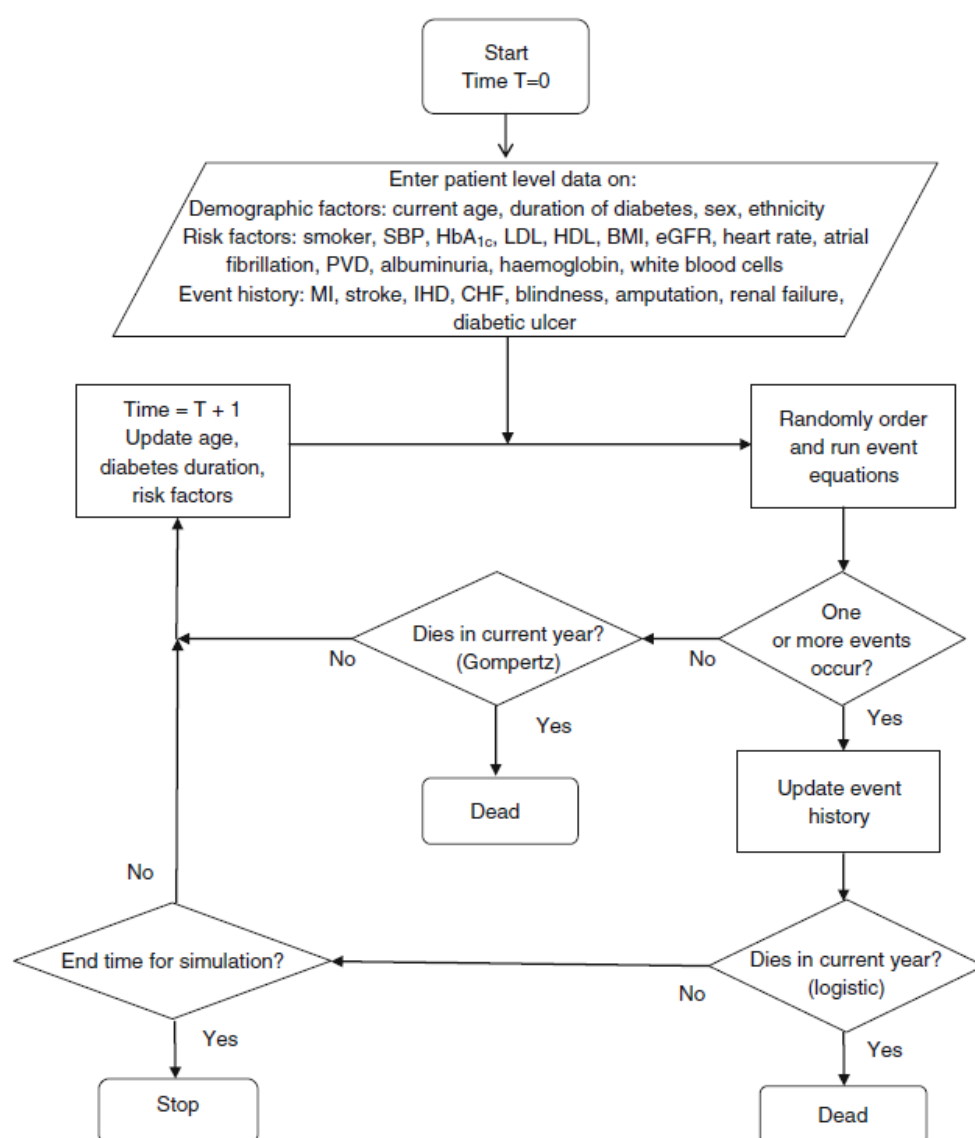 Start
Time T=0
Enter patient level data on:
Demographic factors: current age, duration of diabetes, sex, ethnicity
Risk factors: smoker, SBP, HbA1c, LDL, HDL, BMI, eGFR, heart rate, atrial
fibrillation, PVD, albuminuria, haemoglobin, white blood cells
Event history: MI, stroke, IHD, CHF, blindness, amputation, renal failure,
diabetic ulcer
Time = T + 1
Update age,
diabetes duration,
risk factors
Randomly order
and run event
equations
One
or more events
occur?
No
Yes
Dies in current year?
(Gompertz)
No
Yes
Dead
Update event
history
Dies in current year?
(logistic)
No
Yes
Dead
End time for simulation?
No
Yes
Stop